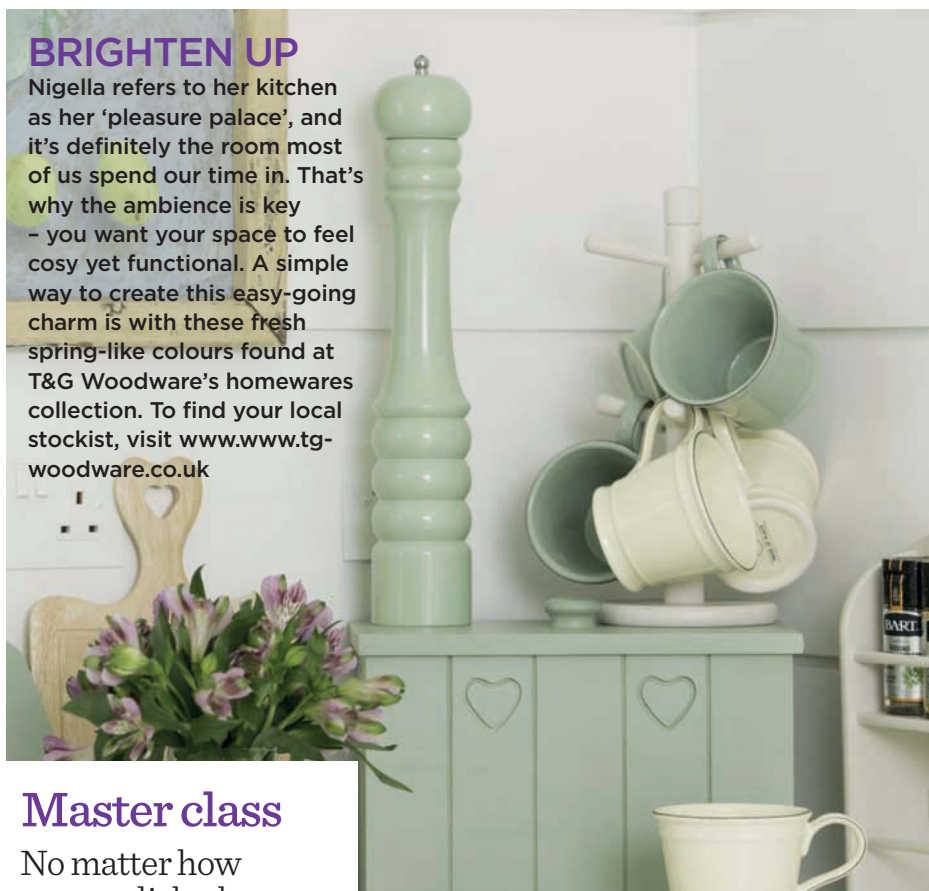 BRIGHTEN UP
Nigella refers to her kitchen
as her ‘pleasure palace’, and
it’s definitely the room most
of us spend our time in. That’s
why the ambience is key
– you want your space to feel
cosy yet functional. A simple
way to create this easy-going
charm is with these fresh
spring-like colours found at
T&G Woodware’s homewares
collection. To find your local
stockist, visit www.www.tg-
woodware.co.uk
BART
Master class
No matter how